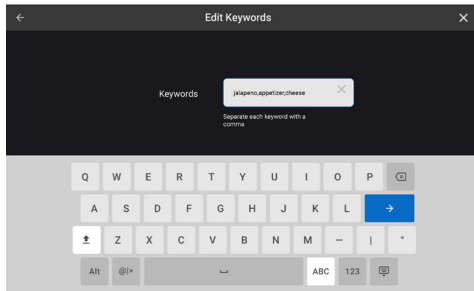 Edit Keywords
Keywords
jalapeno,appetizer,cheese
Separate each keyword with a
comma
Q W E R T Y U I O P
A S D F G H J K L
Z X C V B N M — | °
Alt @|> ABC 123